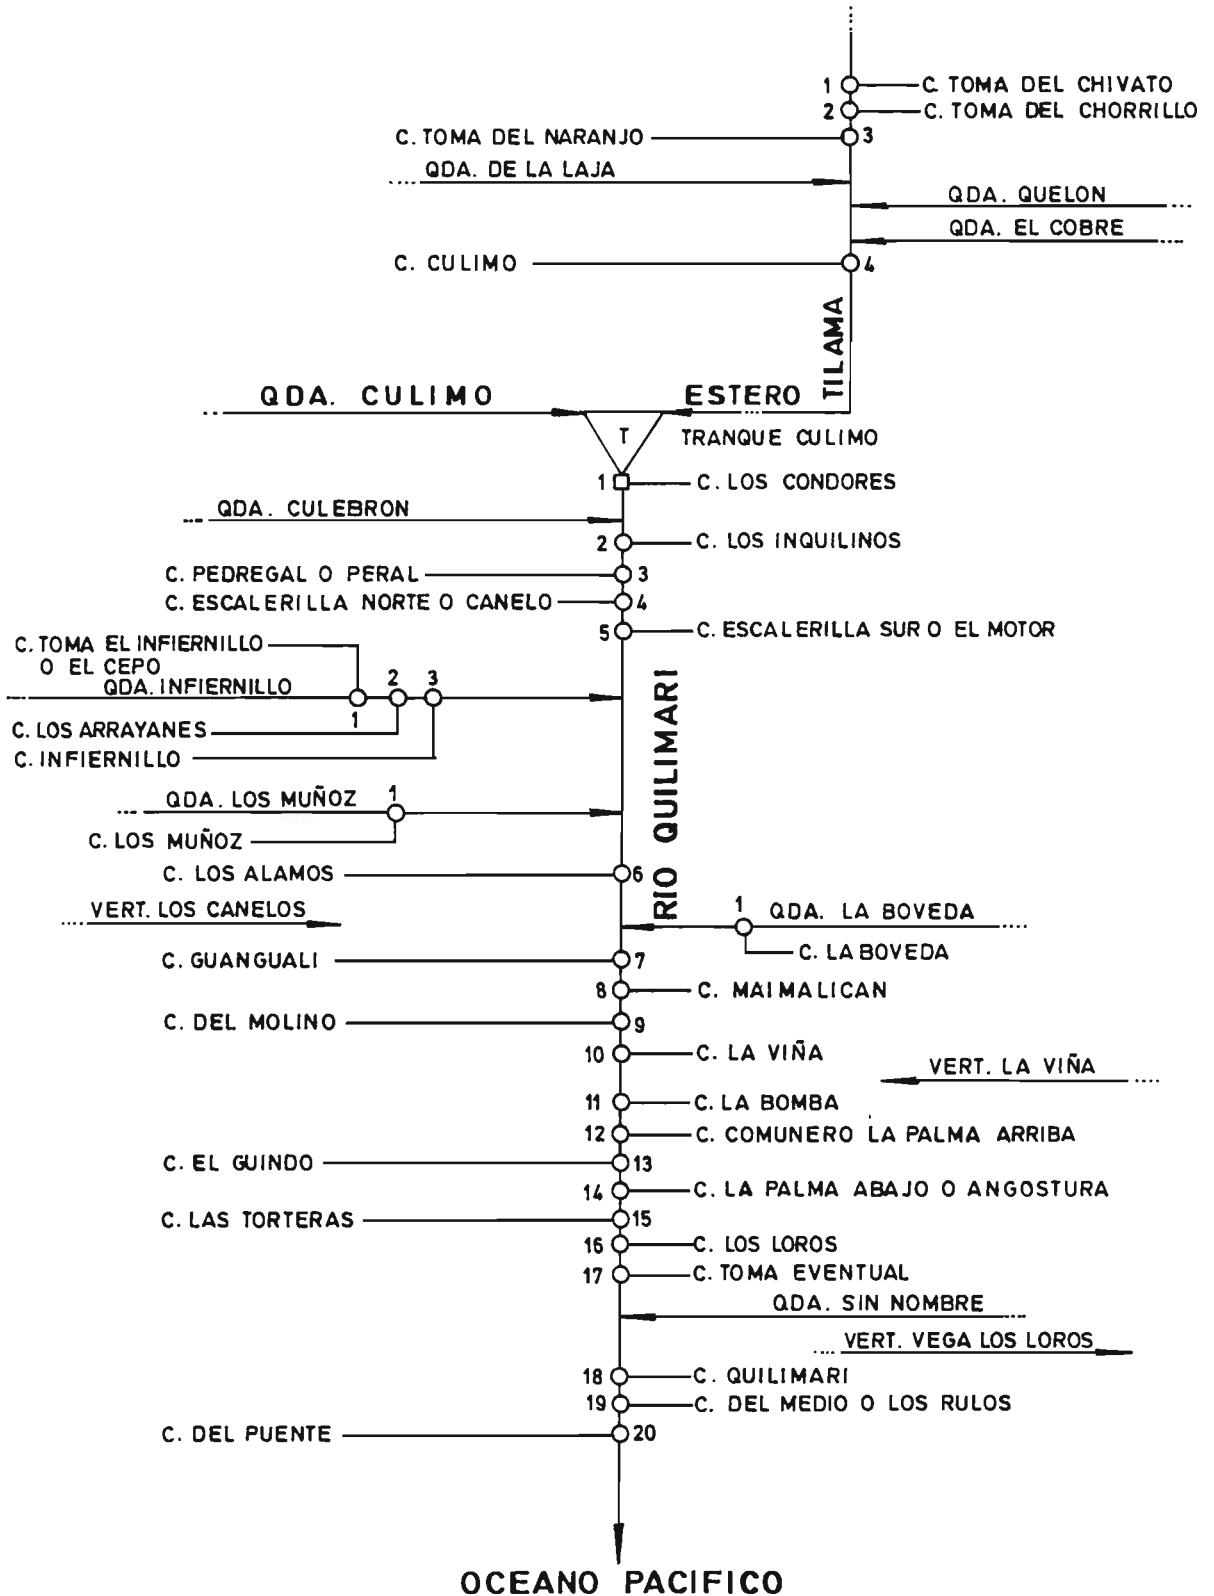 1 C. TOMA DEL CHIVATO
2 C. TOMA DEL CHORRILLO
C. TOMA DEL NARANJO 3
QDA. DE LA LAJA
QDA. QUELON
QDA. EL COBRE
C. CULIMO 4
TILAMA
QDA. CULIMO ESTERO
T TRANQUE CULIMO
1 C. LOS CONDORES
QDA. CULEBRON
2 C. LOS INQUILINOS
C. PEDREGAL O PERAL 3
C. ESCALERILLA NORTE O CANELO 4
5 C. ESCALERILLA SUR O EL MOTOR
C. TOMA EL INFIERNILLO
O EL CEPO
QDA. INFIERNILLO 1 2 3
C. LOS ARRAYANES
C. INFIERNILLO
RIO QUILIMARI
QDA. LOS MUÑOZ 1
C. LOS MUÑOZ
C. LOS ALAMOS 6
VERT. LOS CANELOS
1 QDA. LA BOVEDA
C. LA BOVEDA
C. GUANGUALI 7
8 C. MAIMALICAN
C. DEL MOLINO 9
10 C. LA VIÑA
VERT. LA VIÑA
11 C. LA BOMBA
12 C. COMUNERO LA PALMA ARRIBA
C. EL GUINDO 13
14 C. LA PALMA ABAJO O ANGOSTURA
C. LAS TORTERAS 15
16 C. LOS LOROS
17 C. TOMA EVENTUAL
QDA. SIN NOMBRE
VERT. VEGA LOS LOROS
18 C. QUILIMARI
19 C. DEL MEDIO O LOS RULOS
C. DEL PUENTE 20
OCEANO PACIFICO